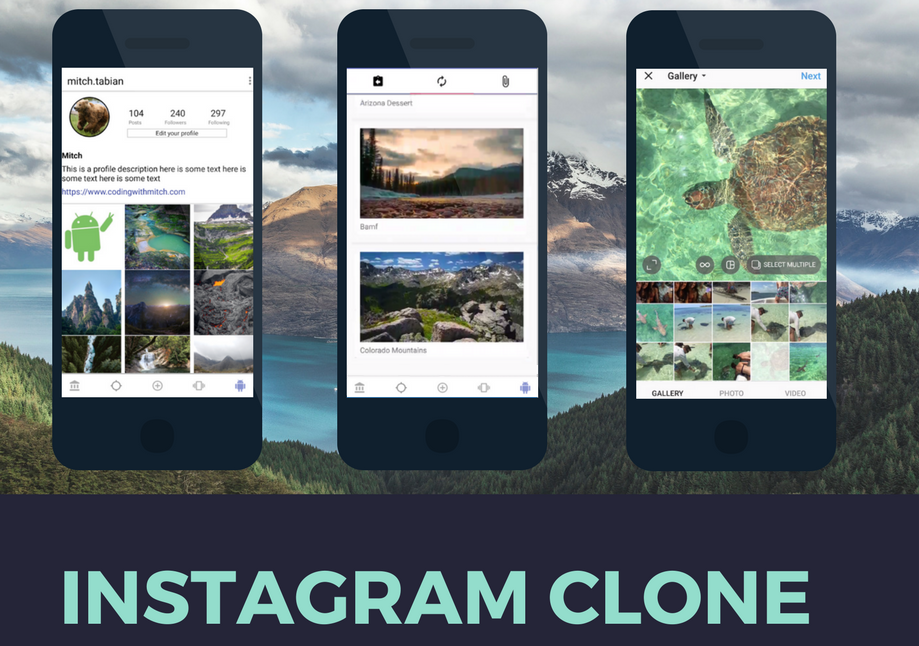 mitch.tabian
104
240
297
Posts
Followers
Following
Edit your profile
Mitch
This is a profile description here is some text here is
some text here is some text
https://www.codingwithmitch.com
Arizona Dessert
Banf
Colorado Mountains
Gallery
Next
SELECT MULTIPLE
GALLERY
PHOTO
VIDEO
INSTAGRAM CLONE